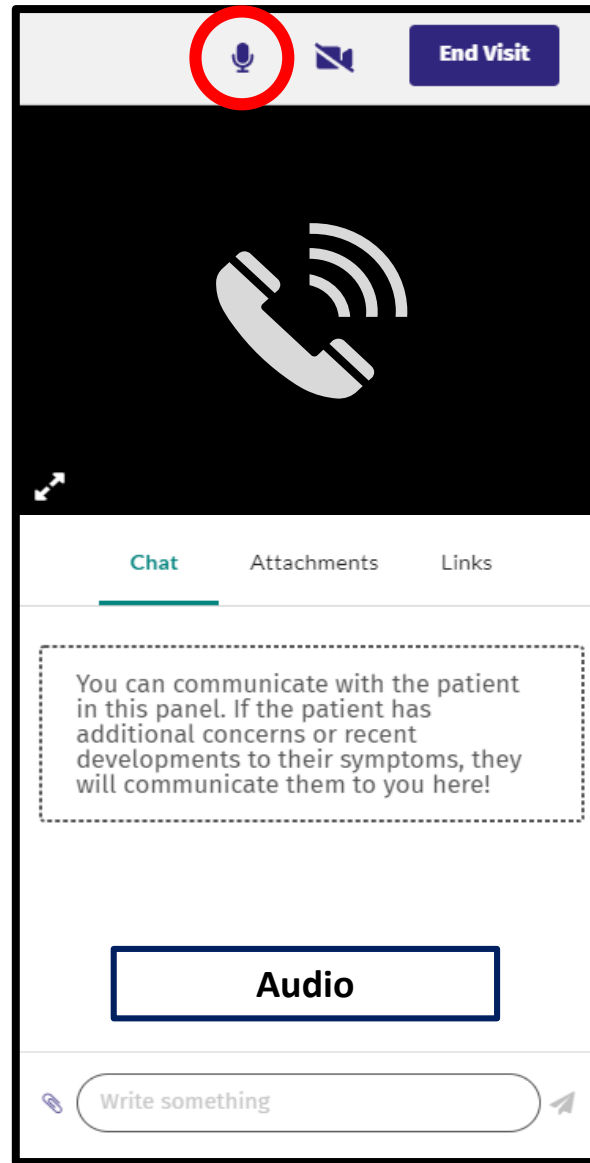 End Visit
Chat Attachments Links
You can communicate with the patient
in this panel. If the patient has
additional concerns or recent
developments to their symptoms, they
will communicate them to you here!
Audio
Write something